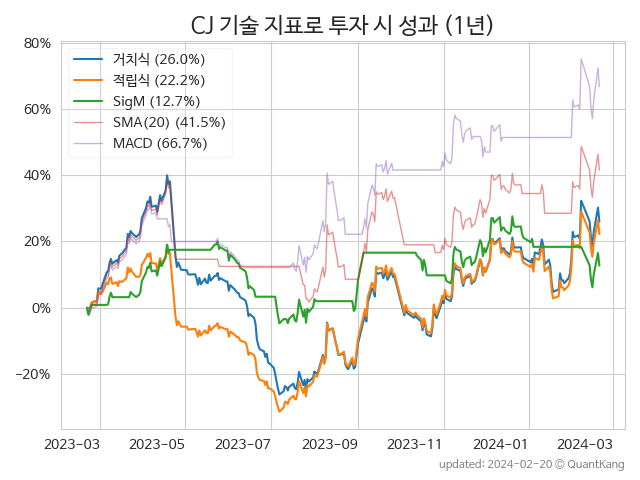 CJ 기술 지표로 투자 시 성과 (1년)
80%
60%
40%
20%
0%
−20%
거치식 (26.0%)
적립식 (22.2%)
SigM (12.7%)
SMA(20) (41.5%)
MACD (66.7%)
2023-03 2023-05 2023-07 2023-09 2023-11 2024-01 2024-03
updated: 2024-02-20 ⓒ QuantKang